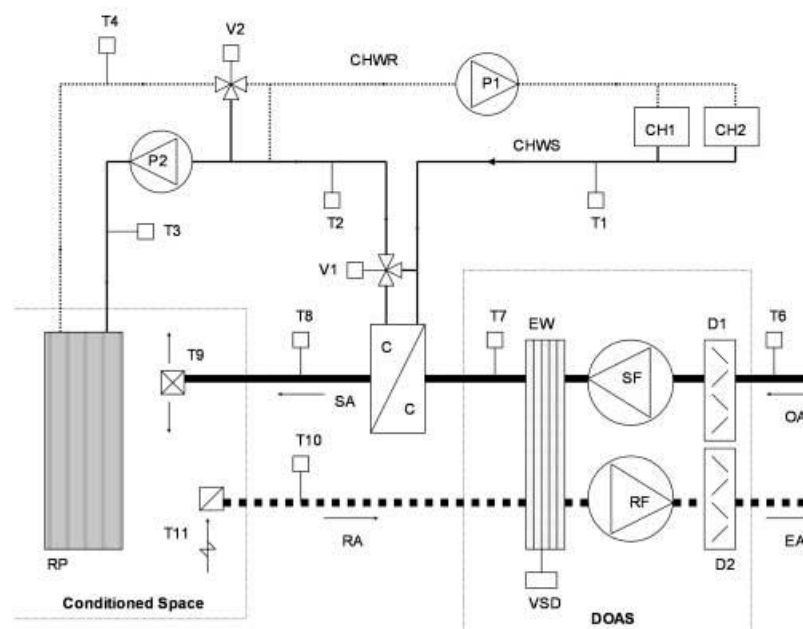 T4
V2
CHWR
P1
CH1
CH2
P2
CHWS
T3
T2
T1
V1
T9
T8
C
C
T7
EW
D1
T6
SF
SA
OA
T10
RF
T11
RA
EA
RP
D2
VSD
Conditioned Space
DOAS